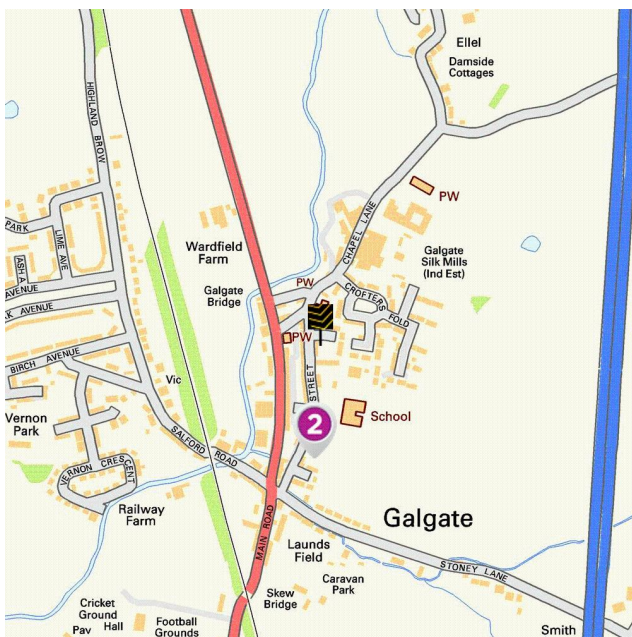 Ellel
Damside
Cottages
HIGHLAND BROW
PW
PARK
LIME AVE
ASH A
CHAPEL LANE
Wardfield
Farm
Galgate
Silk Mills
(Ind Est)
PW
Galgate
Bridge
CROFTERS FOLD
AVENUE
K AVENUE
PW
BIRCH AVENUE
Vic
STREET
School
2
Vernon
Park
SALFORD ROAD
VERNON CRESCENT
Railway
Farm
Galgate
MAIN ROAD
Launds
Field
STONEY LANE
Caravan
Park
Skew
Bridge
Cricket
Ground
Hall
Pav
Football
Grounds
Smith